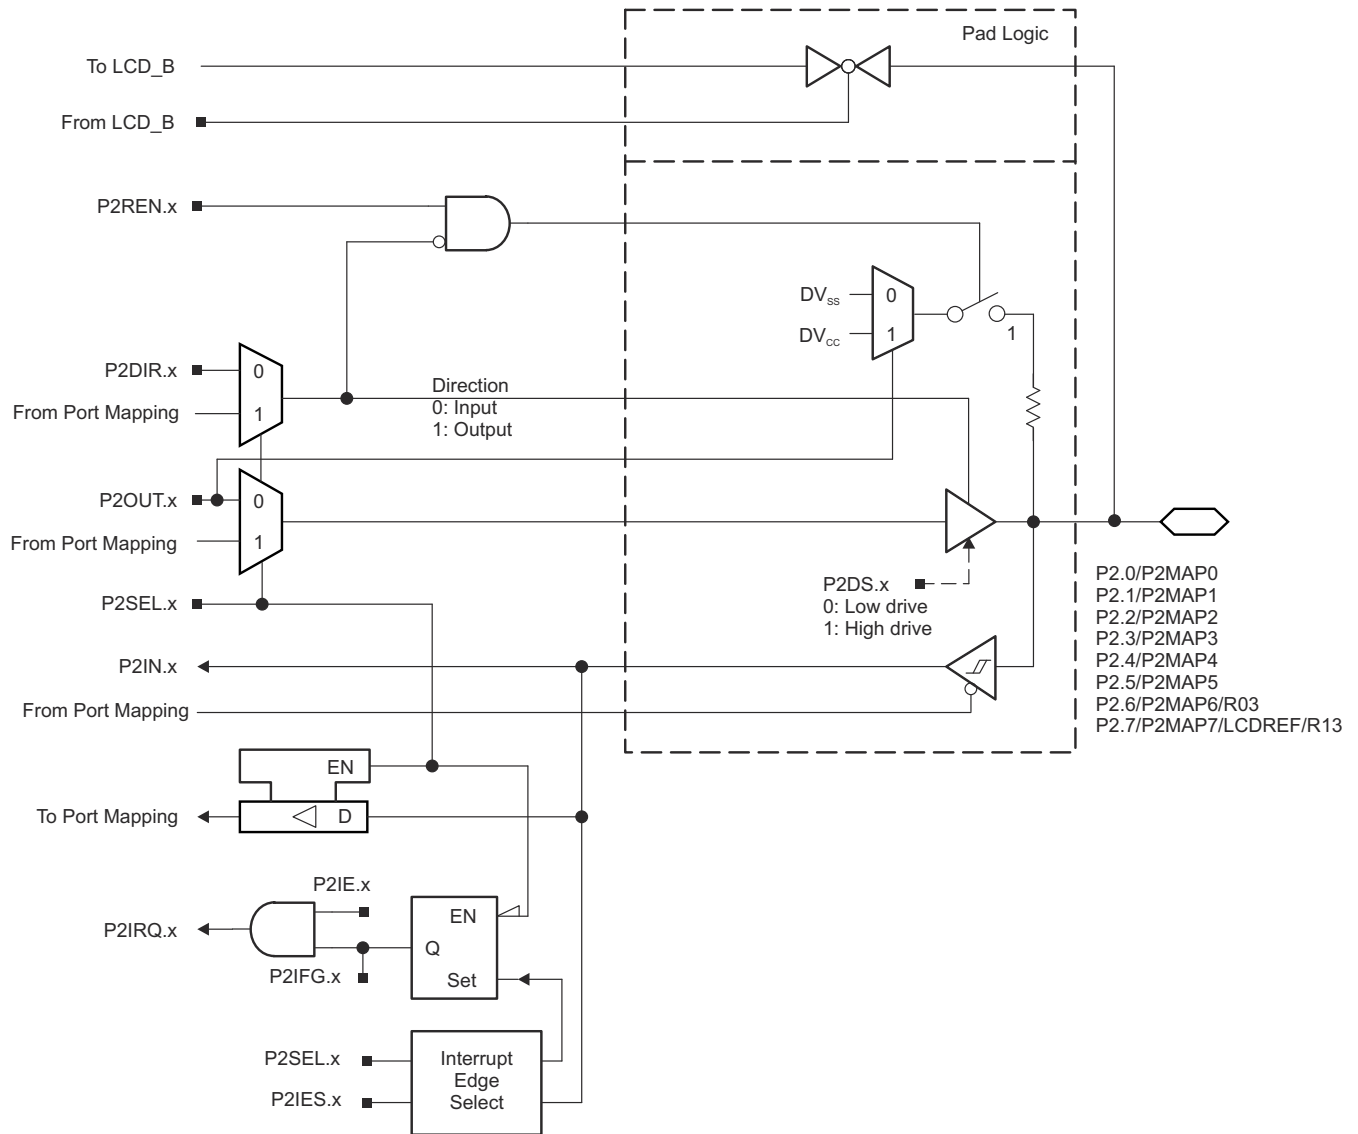 Pad Logic
To LCD_B
From LCD_B
P2REN.x
DVSS
0
DVCC
1
1
P2DIR.x
0
From Port Mapping
1
Direction
0: Input
1: Output
P2OUT.x
0
From Port Mapping
1
P2SEL.x
P2DS.x
0: Low drive
1: High drive
P2.0/P2MAP0
P2.1/P2MAP1
P2.2/P2MAP2
P2.3/P2MAP3
P2.4/P2MAP4
P2.5/P2MAP5
P2.6/P2MAP6/R03
P2.7/P2MAP7/LCDREF/R13
P2IN.x
From Port Mapping
EN
To Port Mapping
D
P2IE.x
P2IRQ.x
P2IFG.x
EN
Q
Set
P2SEL.x
P2IES.x
Interrupt
Edge
Select